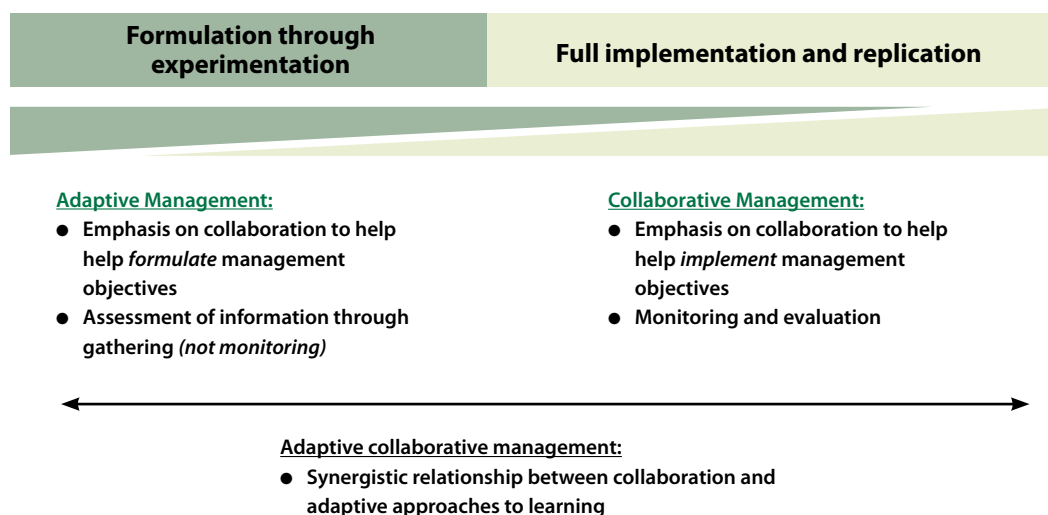 Formulation through
experimentation
Full implementation and replication
Adaptive Management:
● Emphasis on collaboration to help
help formulate management
objectives
● Assessment of information through
gathering (not monitoring)
Collaborative Management:
● Emphasis on collaboration to help
help implement management
objectives
● Monitoring and evaluation
Adaptive collaborative management:
● Synergistic relationship between collaboration and
adaptive approaches to learning